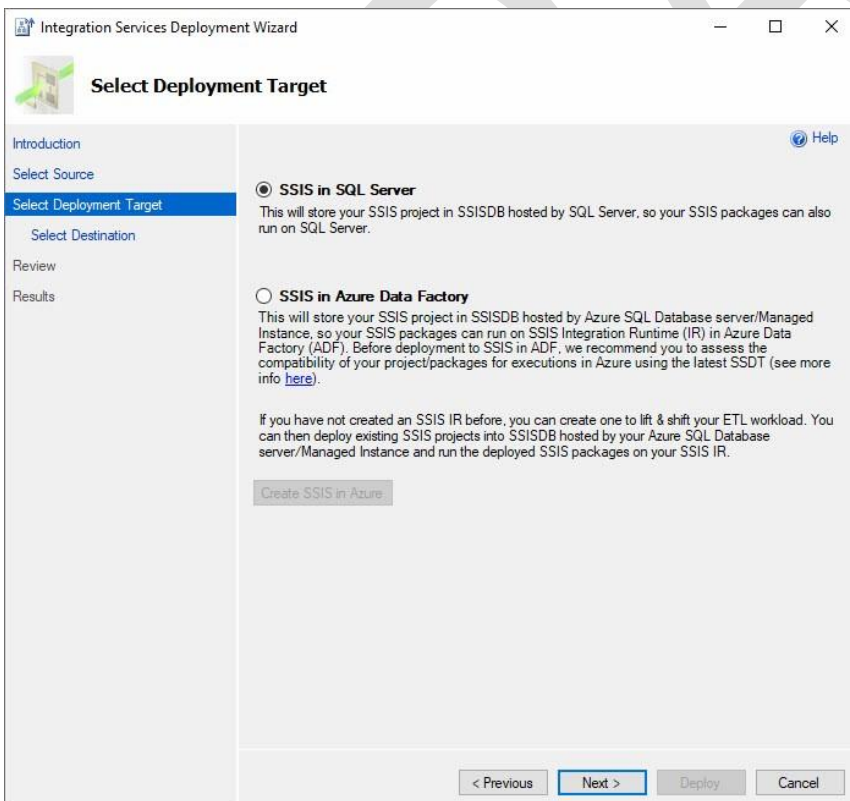 Integration Services Deployment Wizard
Select Deployment Target
Help
Introduction
Select Source
Select Deployment Target
Select Destination
Review
Results
SSIS in SQL Server
This will store your SSIS project in SSISDB hosted by SQL Server, so your SSIS packages can also
run on SQL Server.
SSIS in Azure Data Factory
This will store your SSIS project in SSISDB hosted by Azure SQL Database server/Managed
Instance, so your SSIS packages can run on SSIS Integration Runtime (IR) in Azure Data
Factory (ADF). Before deployment to SSIS in ADF, we recommend you to assess the
compatibility of your project/packages for executions in Azure using the latest SSDT (see more
info here).
If you have not created an SSIS IR before, you can create one to lift & shift your ETL workload. You
can then deploy existing SSIS projects into SSISDB hosted by your Azure SQL Database
server/Managed Instance and run the deployed SSIS packages on your SSIS IR.
Create SSIS in Azure
< Previous
Next >
Deploy
Cancel